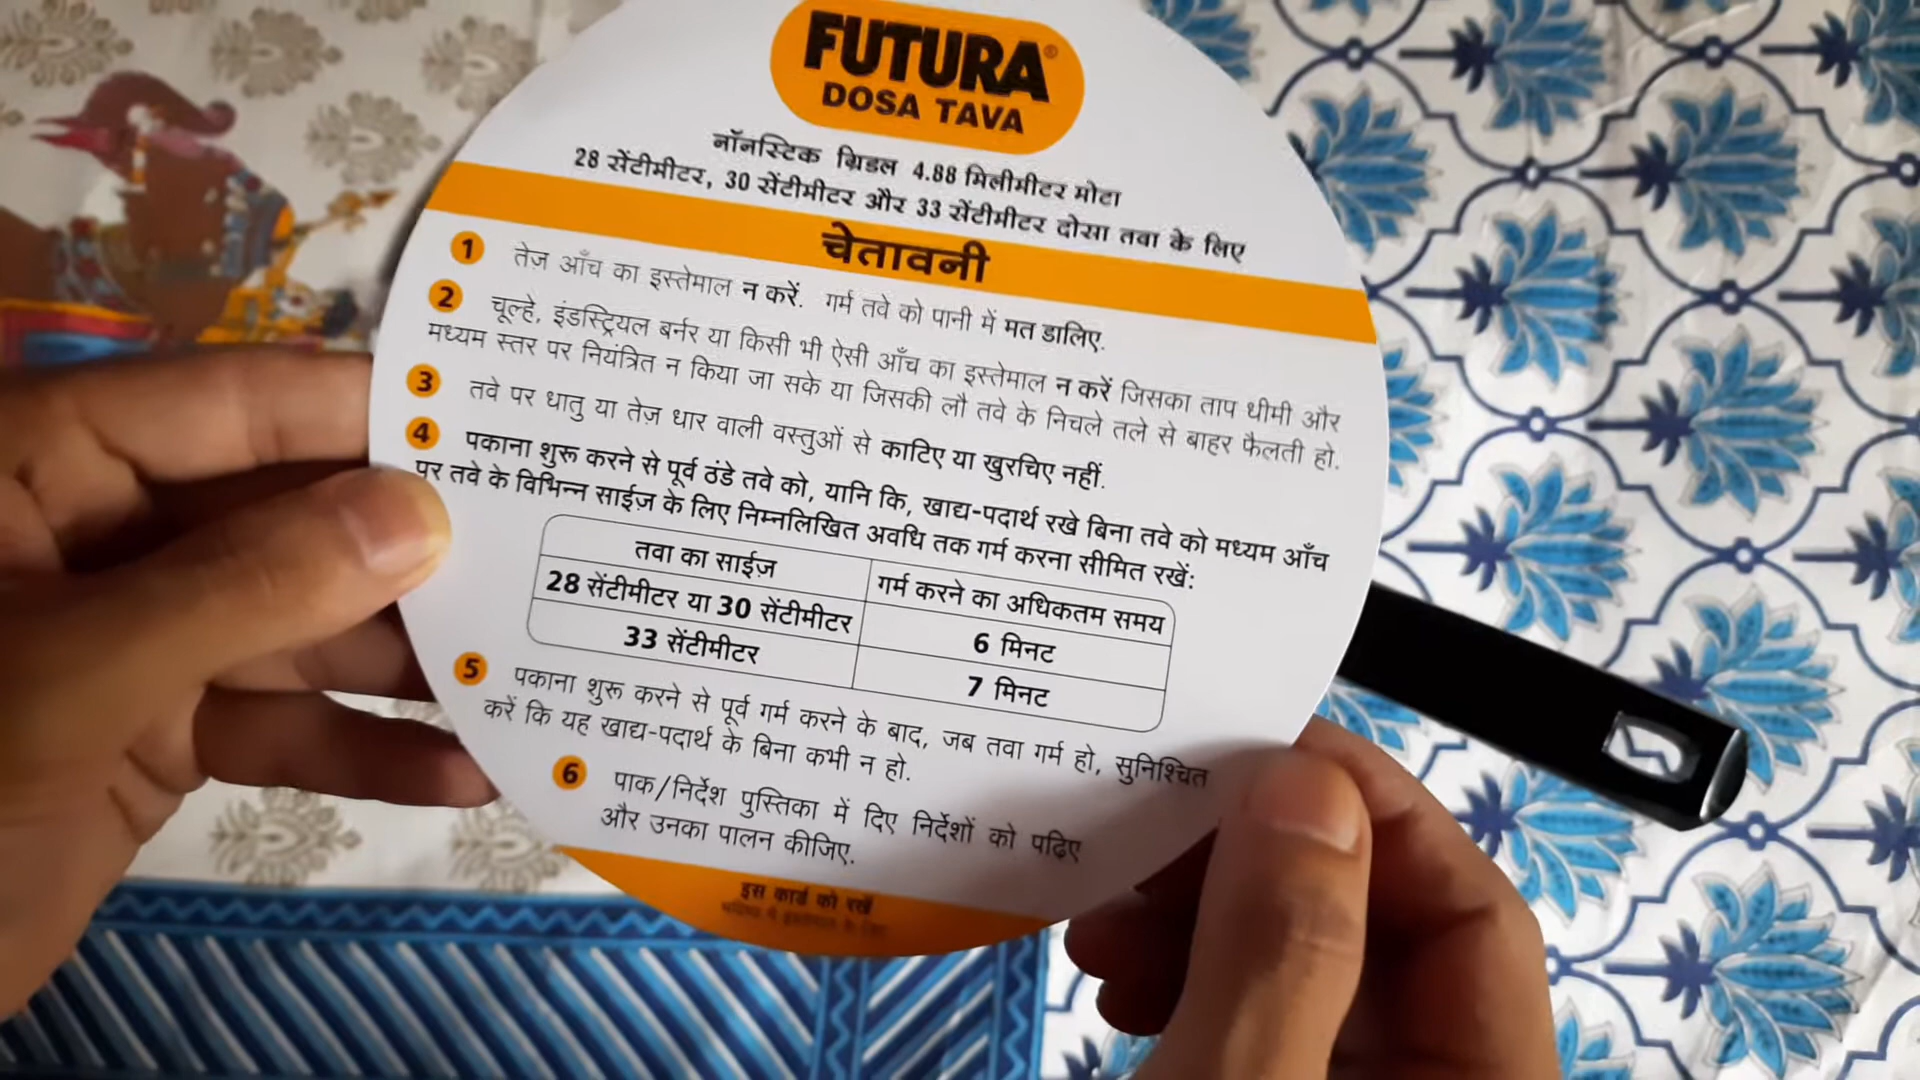 FUTURA®
DOSA TAVA
नॉनस्टिक ग्रिडल 4.88 मिलीमीटर मोटा
28 सेंटीमीटर, 30 सेंटीमीटर और 33 सेंटीमीटर दोसा तवा के लिए
चेतावनी
1 तेज़ आँच का इस्तेमाल न करें. गर्म तवे को पानी में मत डालिए.
2 चूल्हे, इंडस्ट्रियल बर्नर या किसी भी ऐसी आँच का इस्तेमाल न करें जिसका ताप धीमी और
मध्यम स्तर पर नियंत्रित न किया जा सके या जिसकी लौ तवे के निचले तले से बाहर फैलती हो.
3 तवे पर धातु या तेज़ धार वाली वस्तुओं से काटिए या खुरचिए नहीं.
4 पकाना शुरू करने से पूर्व ठंडे तवे को, यानि कि, खाद्य-पदार्थ रखे बिना तवे को मध्यम आँच
पर तवे के विभिन्न साईज़ के लिए निम्नलिखित अवधि तक गर्म करना सीमित रखें:
तवा का साईज़ गर्म करने का अधिकतम समय
28 सेंटीमीटर या 30 सेंटीमीटर 6 मिनट
33 सेंटीमीटर 7 मिनट
5 पकाना शुरू करने से पूर्व गर्म करने के बाद, जब तवा गर्म हो, सुनिश्चित
करें कि यह खाद्य-पदार्थ के बिना कभी न हो.
6 पाक/निर्देश पुस्तिका में दिए निर्देशों को पढ़िए
और उनका पालन कीजिए.
इस कार्ड को रखें